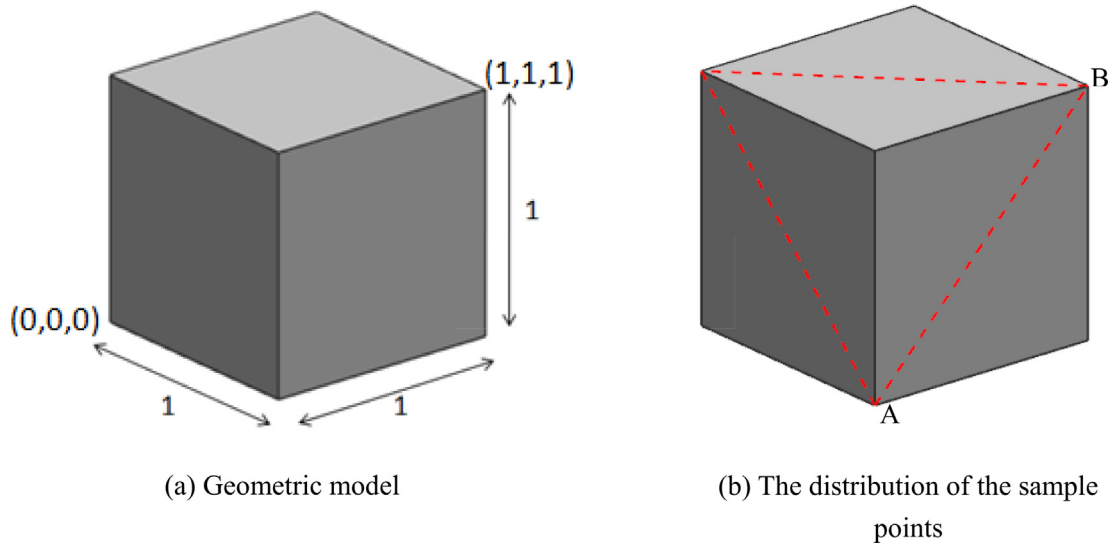 (1,1,1)
1
(0,0,0)
1
1
(a) Geometric model
B
A
(b) The distribution of the sample
points